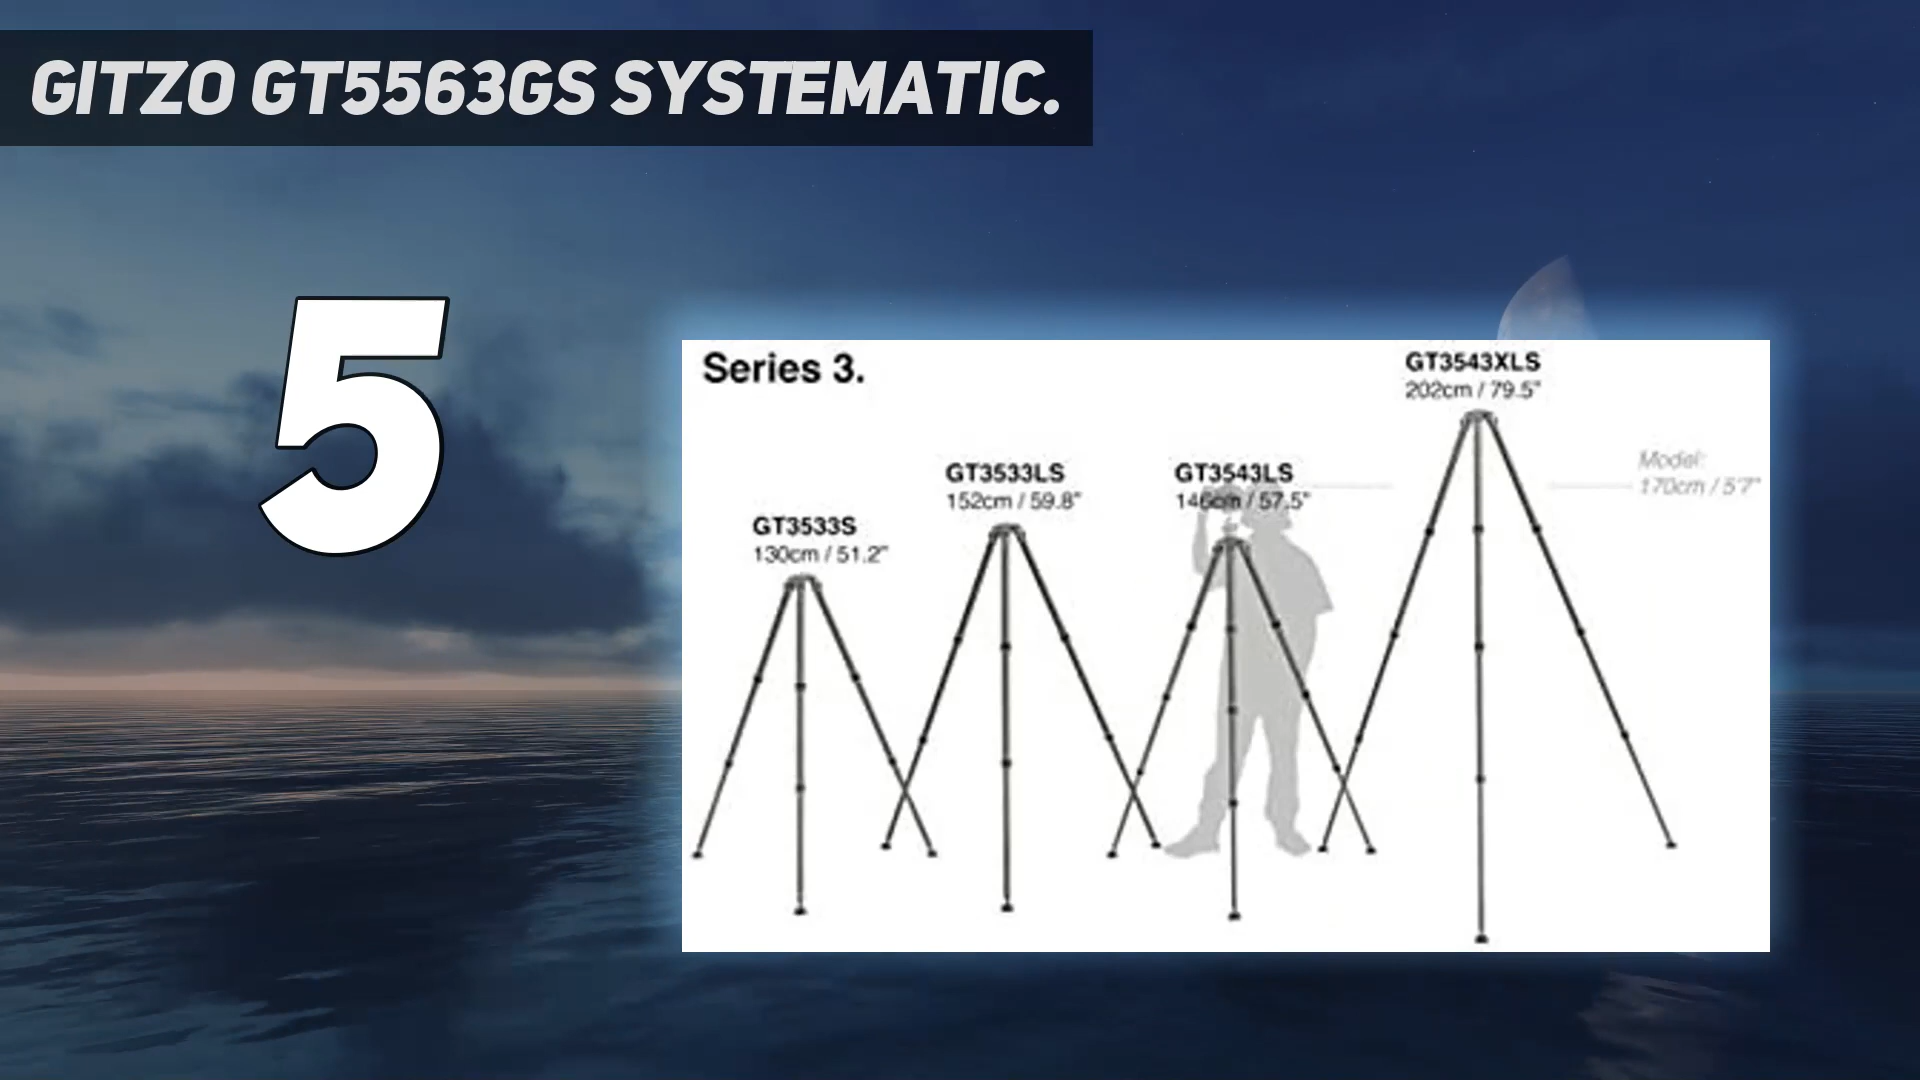 GITZO GT5563GS SYSTEMATIC.
5
Series 3.
GT3533S
130cm / 51.2"
GT3533LS
152cm / 59.8"
GT3543LS
146cm / 57.5"
GT3543XLS
202cm / 79.5"
Model:
170cm / 5'7"